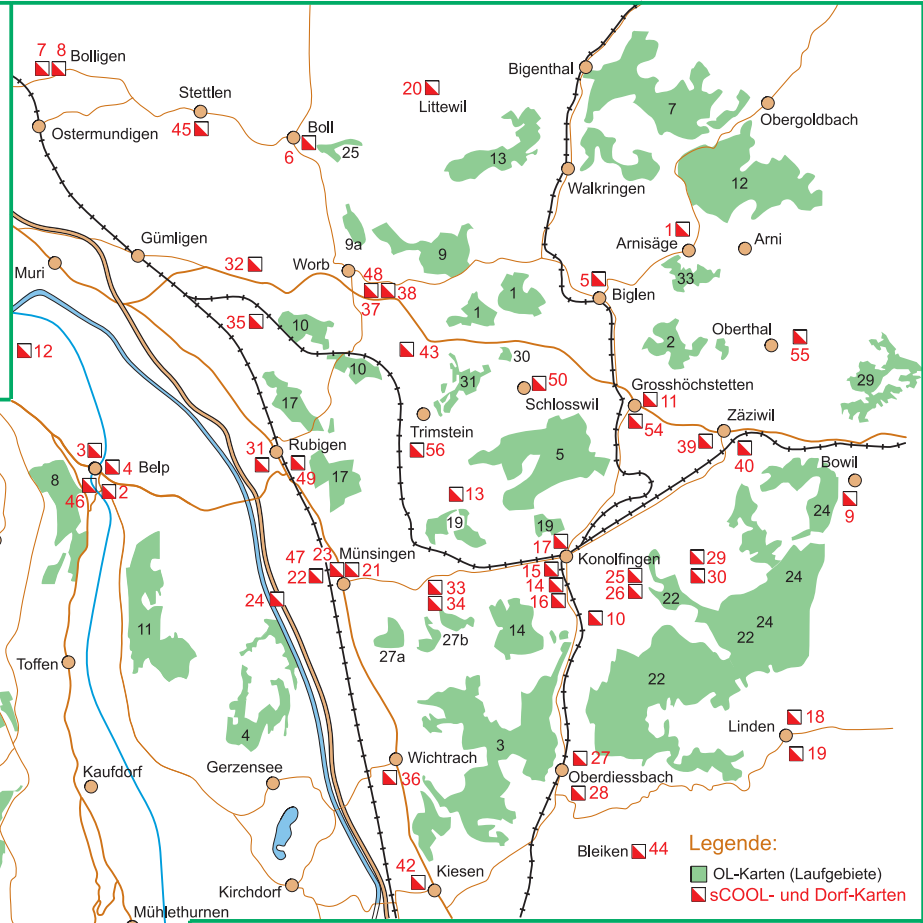 7 8 Bolligen
Bigenthal
20
Littewil
7
Stettlen
Obergoldbach
45
Ostermundigen
Boll
6
25
13
Walkringen
12
1
Arnisäge
Arni
9a
9
Gümligen
32
Worb
48
37
38
Muri
5
Biglen
33
1
1
35
10
12
43
10
30
2
Oberthal
55
31
50
Schlosswil
29
Grosshöchstetten
11
17
Trimstein
54
Zäziwil
39
40
3
4 Belp
46
2
8
31
Rubigen
49
17
56
5
Bowil
9
24
13
19
19
17
Konolfingen
47 23
22
Münsingen
21
15
14
16
29
30
25
26
24
33
34
10
22
24
24
22
11
27a
27b
14
22
Toffen
4
3
18
Linden
19
Wichtrach
36
27
Oberdiessbach
28
Gerzensee
Kaufdorf
Bleiken 44
42
Kiesen
Kirchdorf
Mühlethurnen
Legende:
OL-Karten (Laufgebiete)
sCOOL- und Dorf-Karten